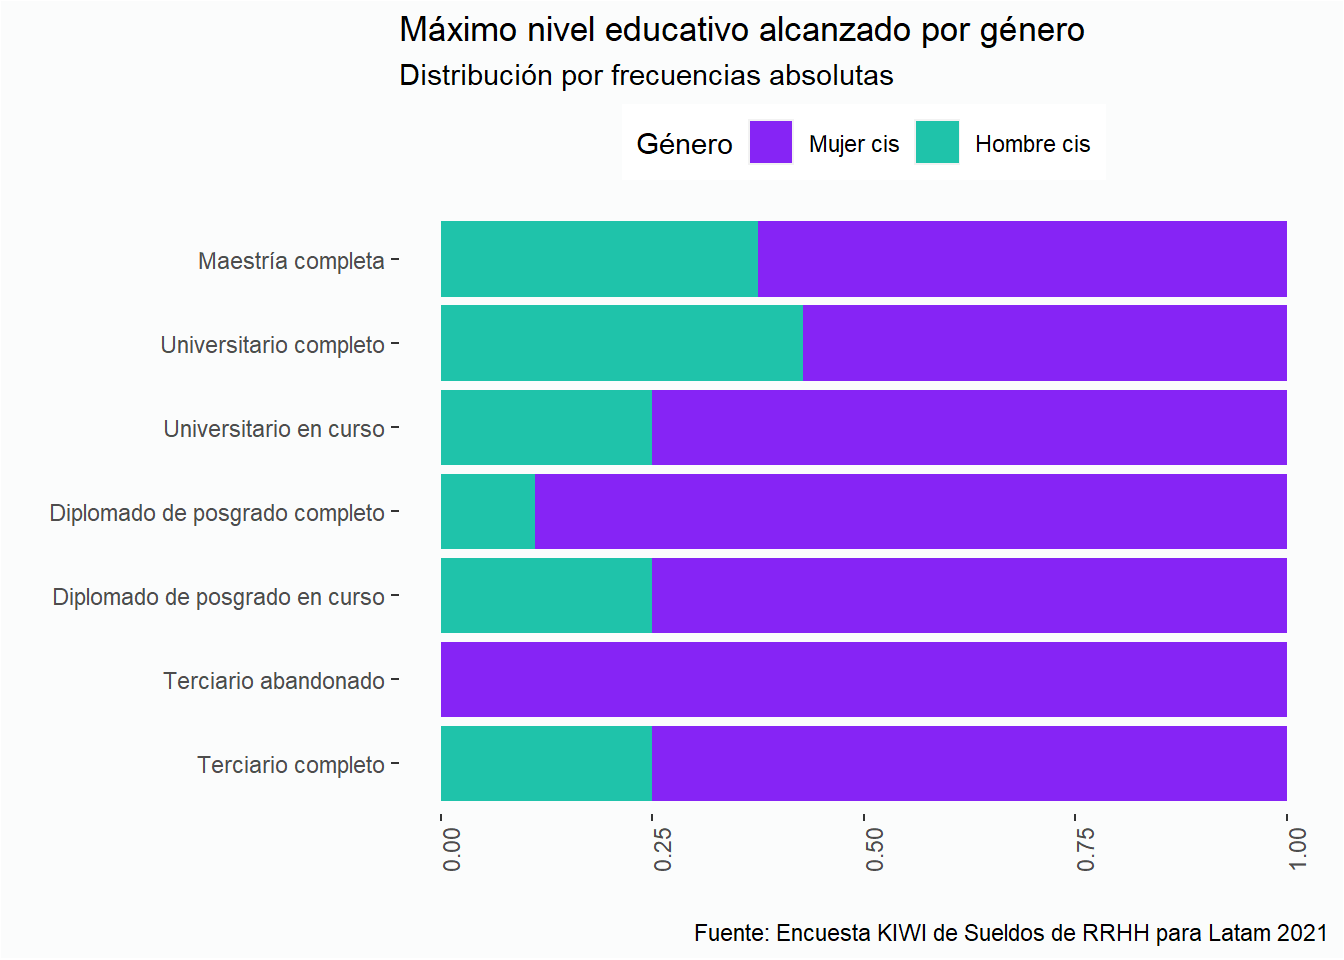 Máximo nivel educativo alcanzado por género
Distribución por frecuencias absolutas
Género Mujer cis Hombre cis
Maestría completa
Universitario completo
Universitario en curso
Diplomado de posgrado completo
Diplomado de posgrado en curso
Terciario abandonado
Terciario completo
0.00 0.25 0.50 0.75 1.00
Fuente: Encuesta KIWI de Sueldos de RRHH para Latam 2021